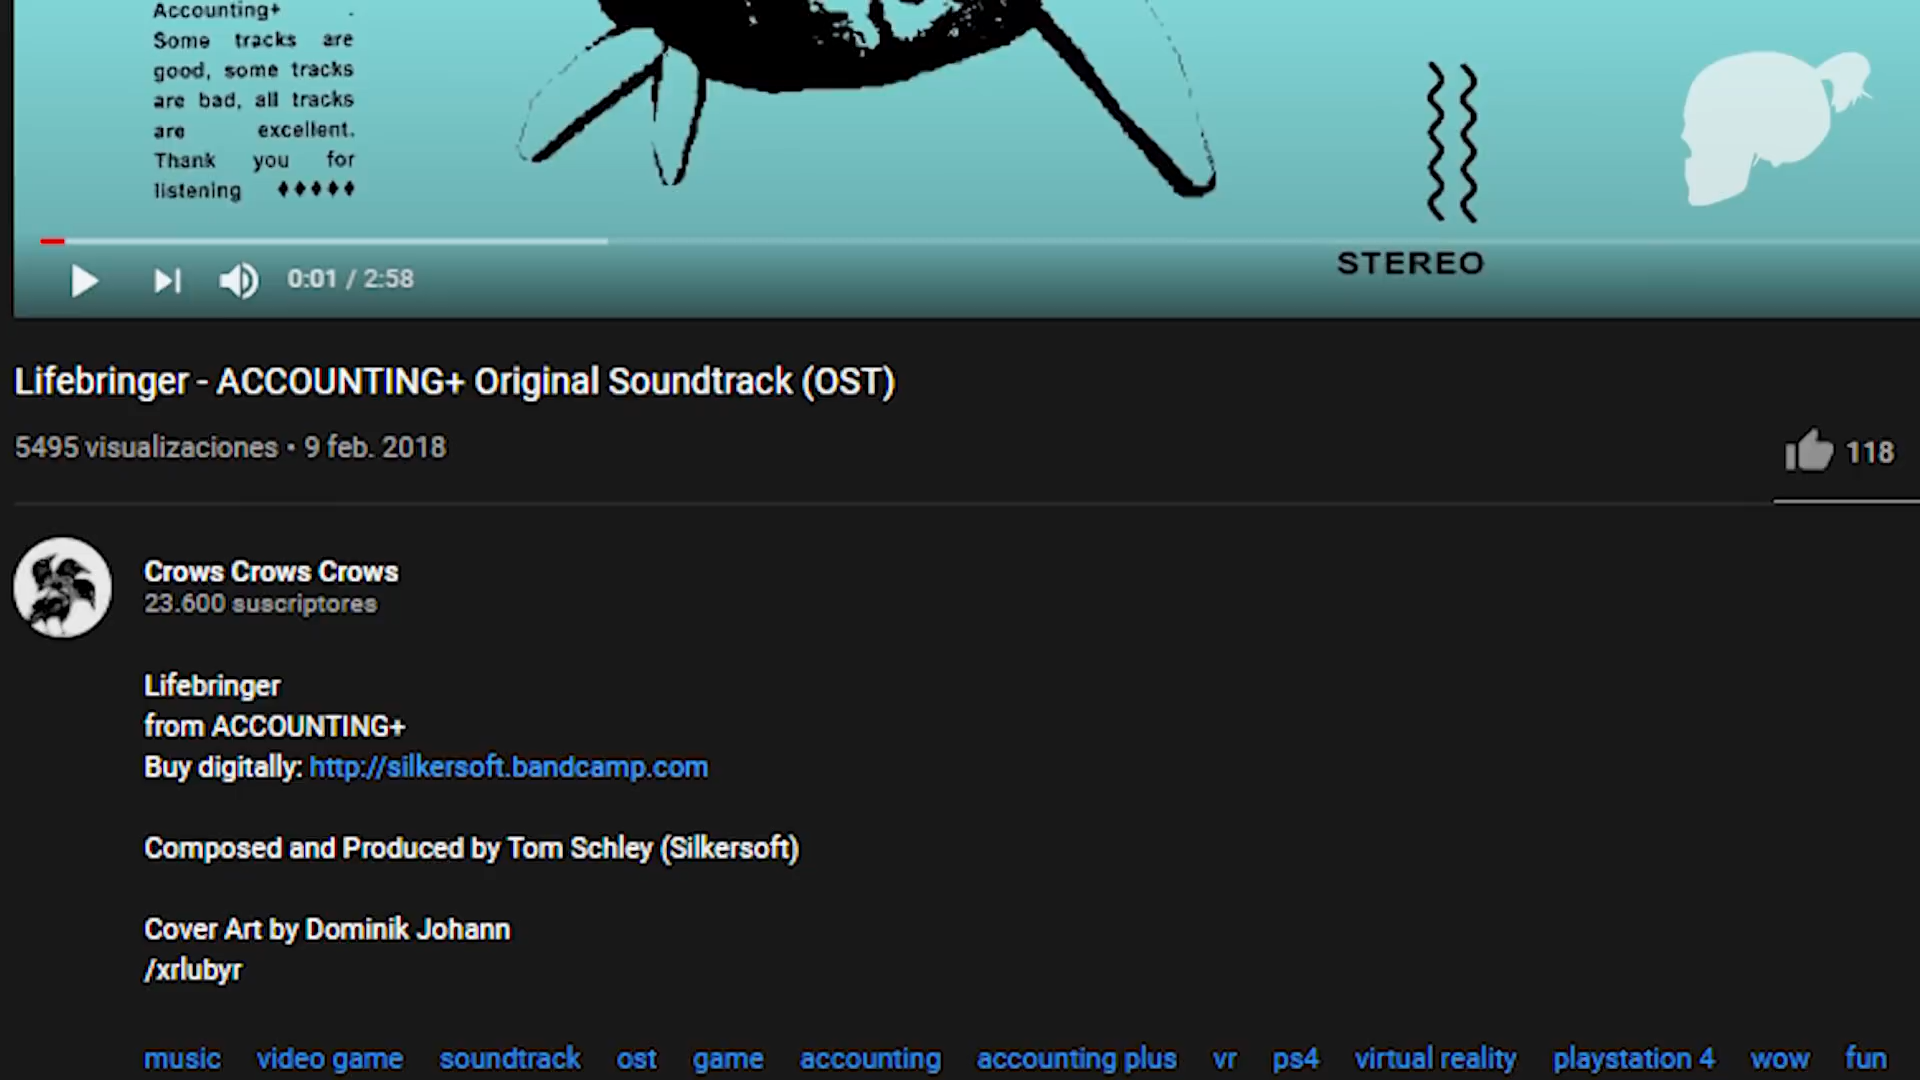 Accounting+ .
Some tracks are
good, some tracks
are bad, all tracks
are excellent.
Thank you for
listening ♦♦♦♦♦
STEREO
0:01 / 2:58
Lifebringer - ACCOUNTING+ Original Soundtrack (OST)
5495 visualizaciones • 9 feb. 2018
118
Crows Crows Crows
23.600 suscriptores
Lifebringer
from ACCOUNTING+
Buy digitally: http://silkersoft.bandcamp.com
Composed and Produced by Tom Schley (Silkersoft)
Cover Art by Dominik Johann
/xrlubyr
music video game soundtrack ost game accounting accounting plus vr ps4 virtual reality playstation 4 wow fun